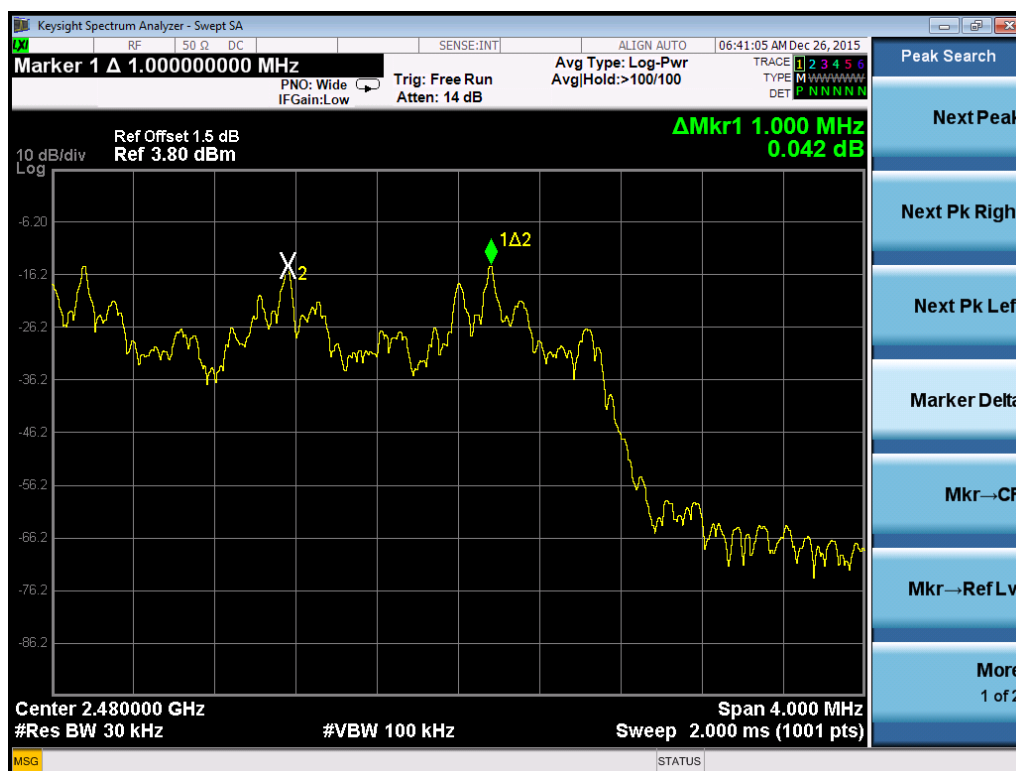 Keysight Spectrum Analyzer - Swept SA
LXI RF 50 Ω DC SENSE:INT ALIGN AUTO 06:41:05 AM Dec 26, 2015
Marker 1 Δ 1.000000000 MHz
PNO: Wide
IFGain:Low
Trig: Free Run
Atten: 14 dB
Avg Type: Log-Pwr
Avg|Hold:>100/100
TRACE 1 2 3 4 5 6
TYPE M WWWWW
DET P N N N N N
Ref Offset 1.5 dB
Ref 3.80 dBm
10 dB/div
Log
ΔMkr1 1.000 MHz
0.042 dB
-6.20
-16.2
-26.2
-36.2
-46.2
-56.2
-66.2
-76.2
-86.2
X2
1Δ2
Center 2.480000 GHz
Span 4.000 MHz
#Res BW 30 kHz
#VBW 100 kHz
Sweep 2.000 ms (1001 pts)
MSG
STATUS
Peak Search
Next Peak
Next Pk Righ
Next Pk Lef
Marker Delta
Mkr→CF
Mkr→Ref Lv
More
1 of 2